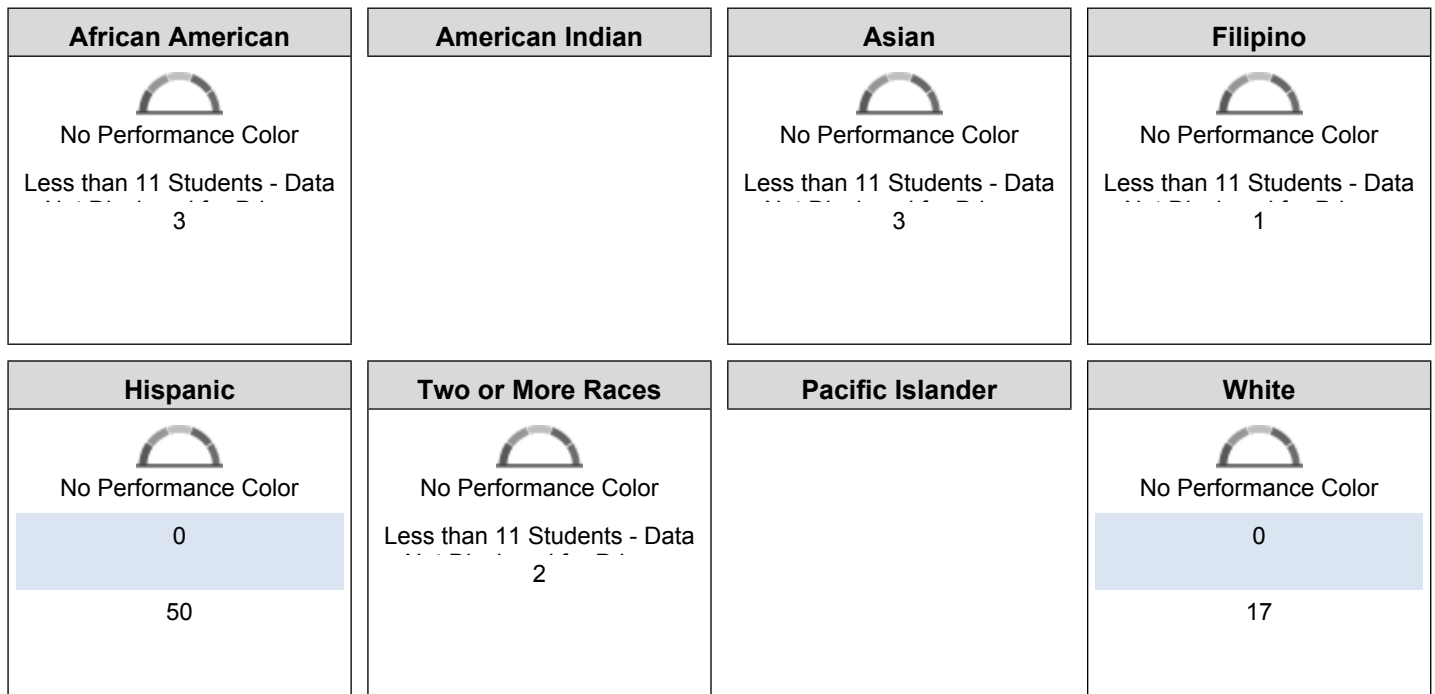 African American
No Performance Color
Less than 11 Students - Data
3
American Indian
Asian
No Performance Color
Less than 11 Students - Data
3
Filipino
No Performance Color
Less than 11 Students - Data
1
Hispanic
No Performance Color
0
50
Two or More Races
No Performance Color
Less than 11 Students - Data
2
Pacific Islander
White
No Performance Color
0
17